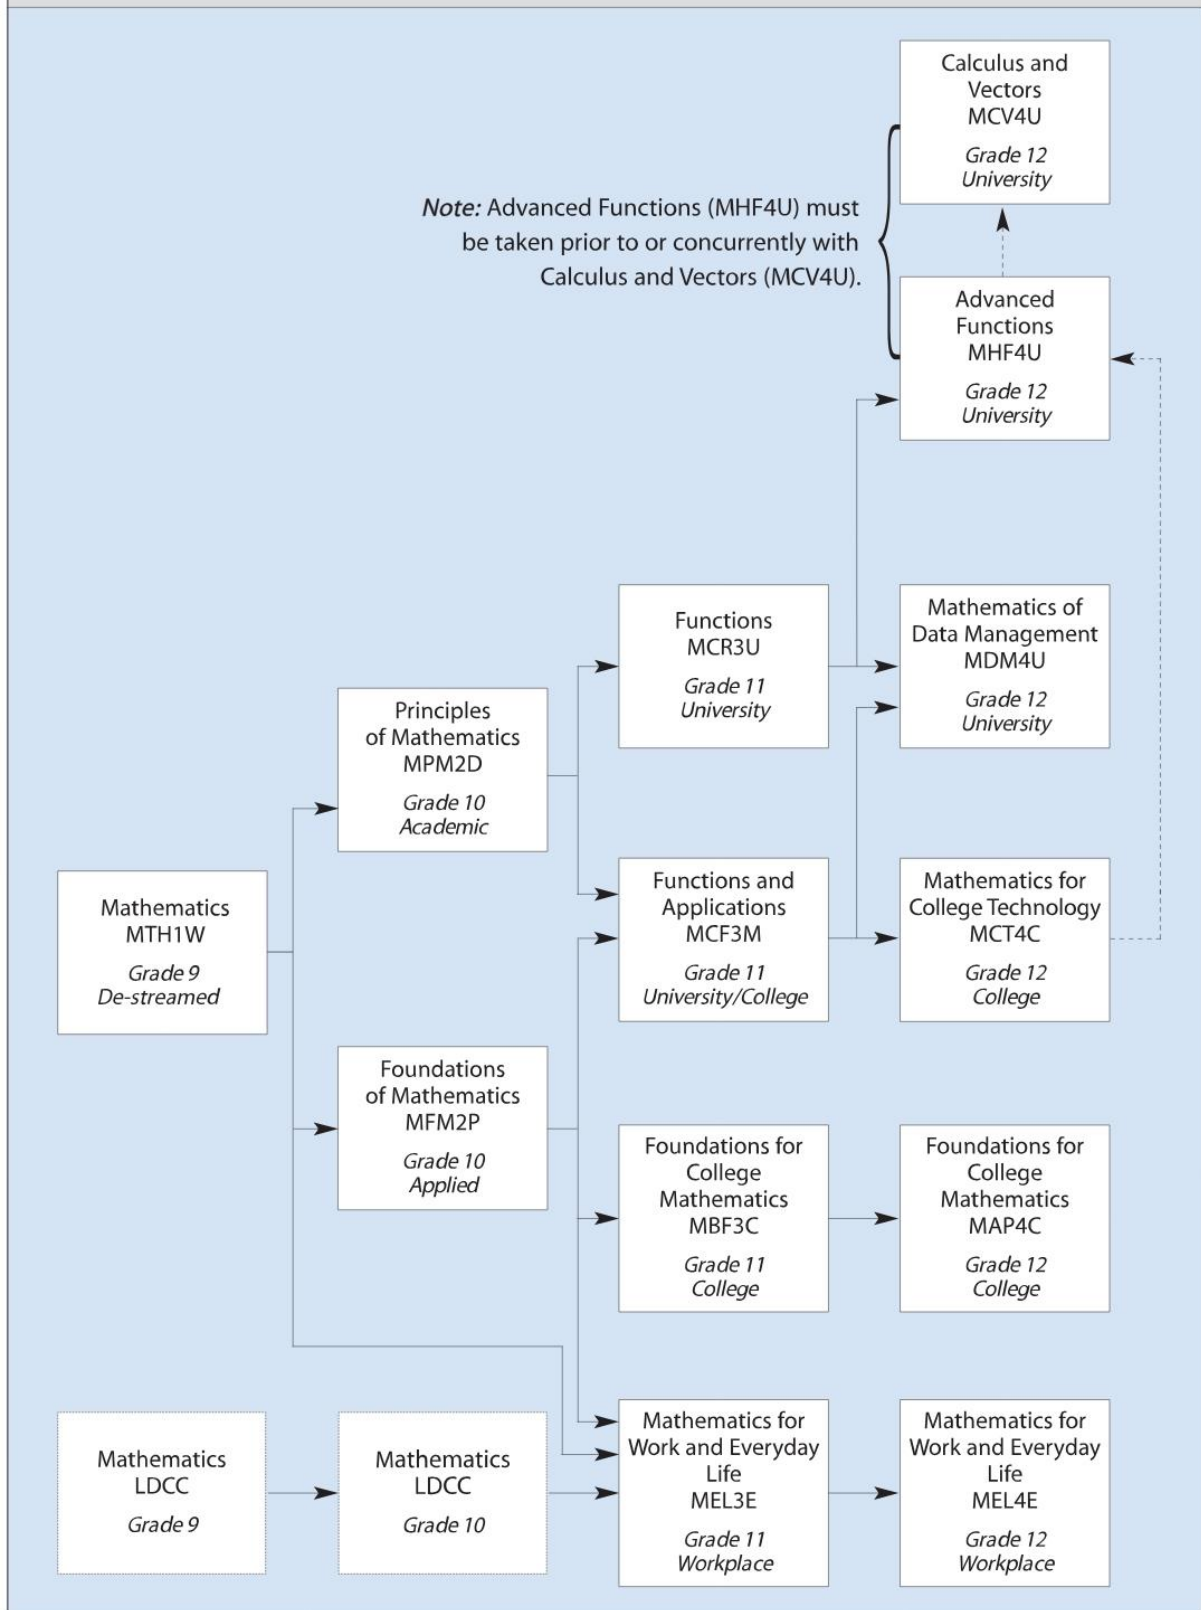 Calculus and
Vectors
MCV4U
Grade 12
University
Note: Advanced Functions (MHF4U) must
be taken prior to or concurrently with
Calculus and Vectors (MCV4U).
Advanced
Functions
MHF4U
Grade 12
University
Functions
MCR3U
Grade 11
University
Mathematics of
Data Management
MDM4U
Grade 12
University
Principles
of Mathematics
MPM2D
Grade 10
Academic
Mathematics
MTH1W
Grade 9
De-streamed
Functions and
Applications
MCF3M
Grade 11
University/College
Mathematics for
College Technology
MCT4C
Grade 12
College
Foundations
of Mathematics
MFM2P
Grade 10
Applied
Foundations for
College
Mathematics
MBF3C
Grade 11
College
Foundations for
College
Mathematics
MAP4C
Grade 12
College
Mathematics
LDCC
Grade 9
Mathematics
LDCC
Grade 10
Mathematics for
Work and Everyday
Life
MEL3E
Grade 11
Workplace
Mathematics for
Work and Everyday
Life
MEL4E
Grade 12
Workplace